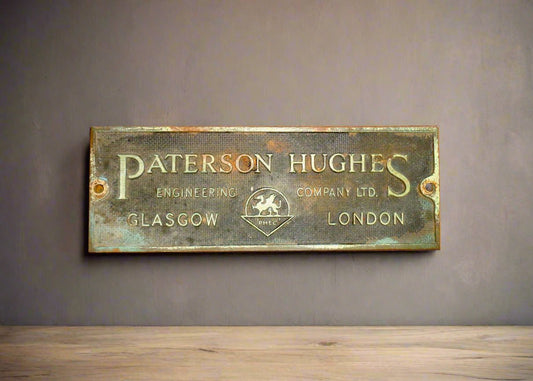 PATERSON HUGHES
ENGINEERING COMPANY LTD.
GLASGOW LONDON
PHEC